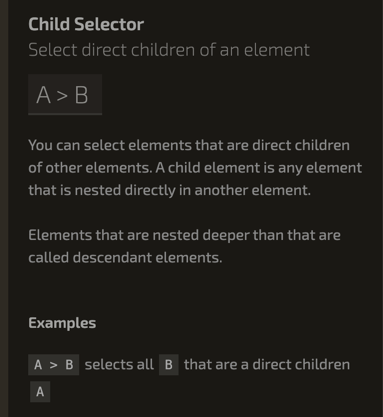 Child Selector
Select direct children of an element
A > B
You can select elements that are direct children
of other elements. A child element is any element
that is nested directly in another element.
Elements that are nested deeper than that are
called descendant elements.
Examples
A > B selects all B that are a direct children
A